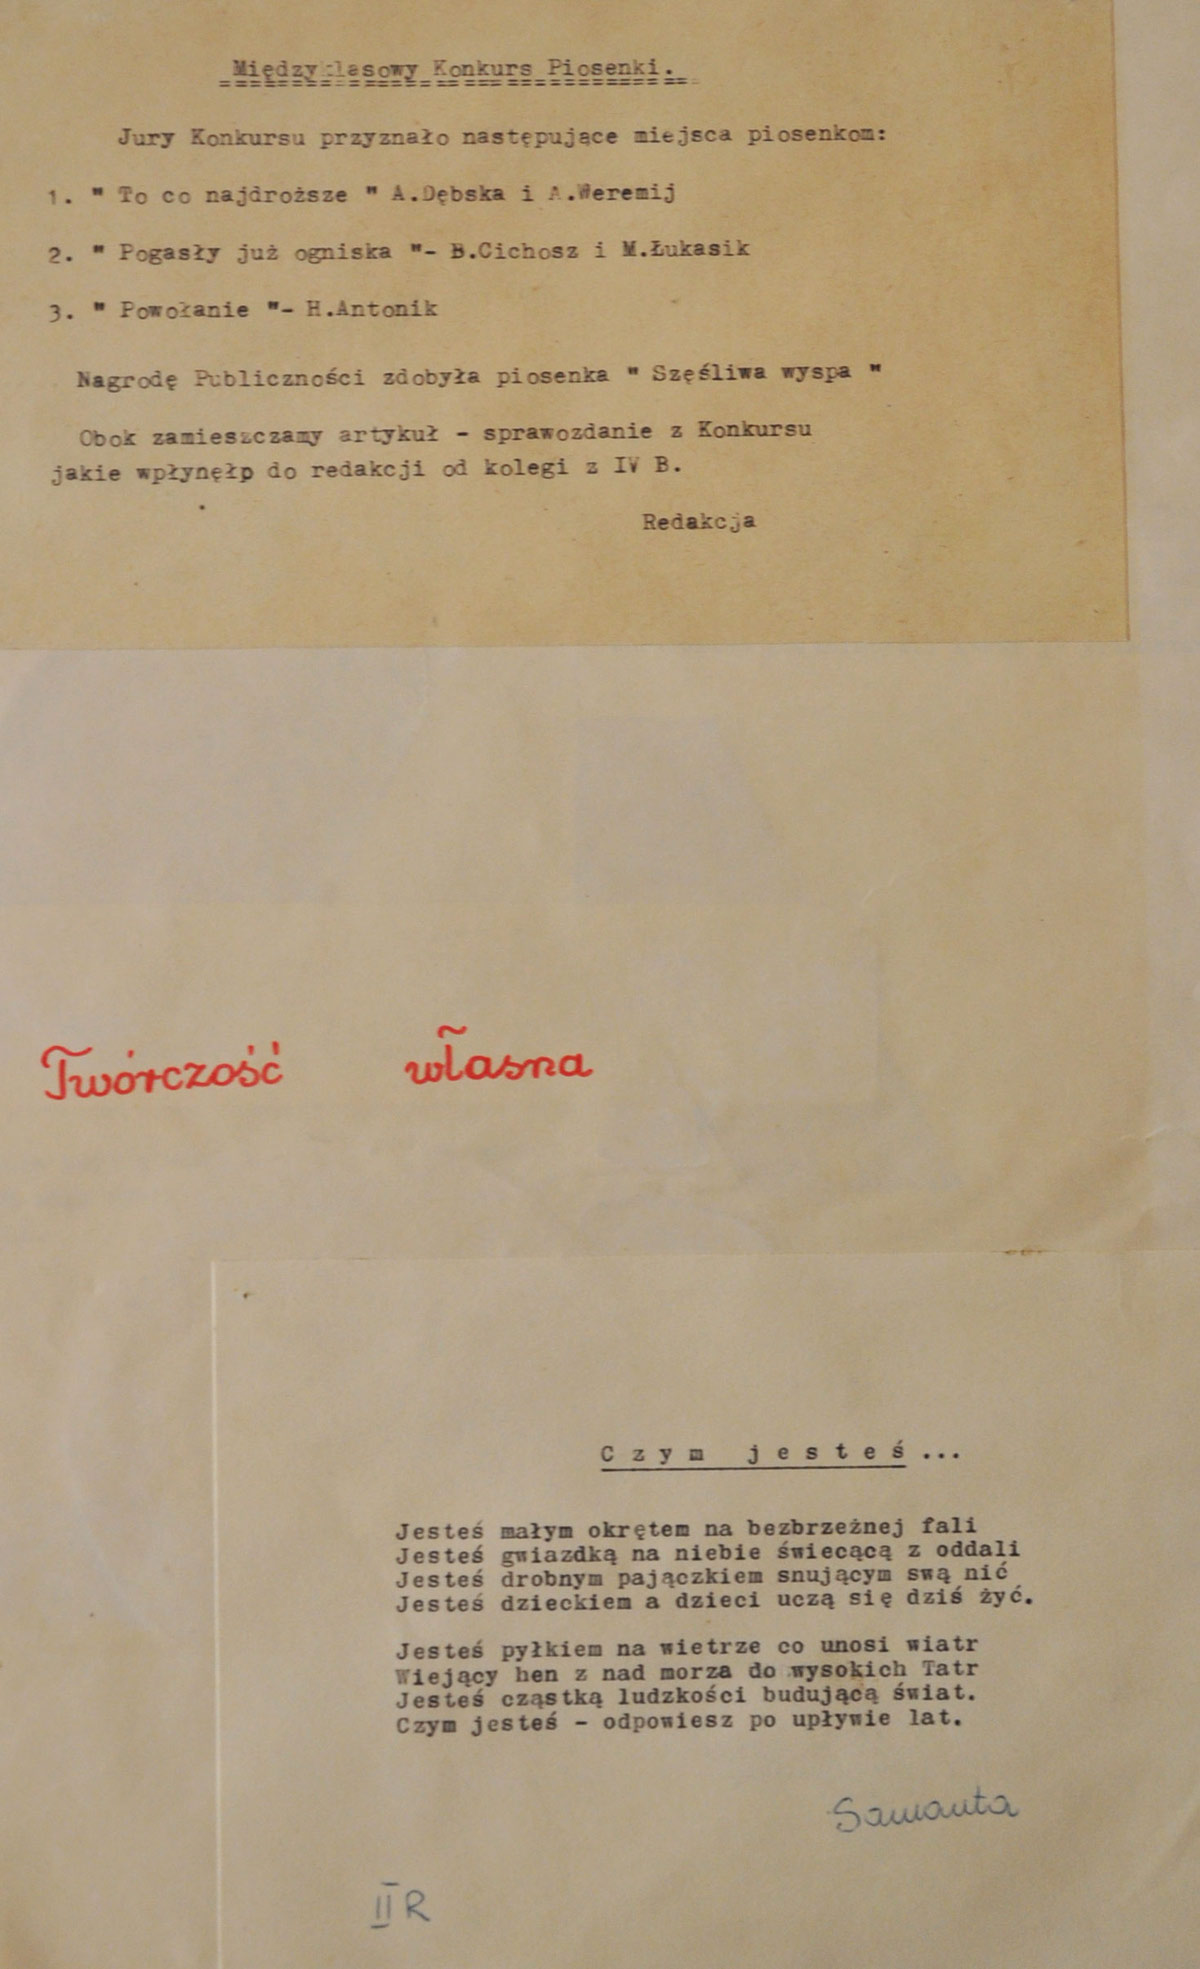 Międzyklasowy Konkurs Piosenki.
Jury Konkursu przyznało następujące miejsca piosenkom:
1. " To co najdroższe " A.Dębska i A.Weremij
2. " Pogasły już ogniska "- B.Cichosz i M.Łukasik
3. " Powołanie "- H.Antonik
Nagrodę Publiczności zdobyła piosenka " Szęśliwa wyspa "
Obok zamieszczamy artykuł - sprawozdanie z Konkursu
jakie wpłynęłp do redakcji od kolegi z IV B.
Redakcja
Twórczość własna
Czym jesteś...
Jesteś małym okrętem na bezbrzeżnej fali
Jesteś gwiazdką na niebie świecącą z oddali
Jesteś drobnym pajączkiem snującym swą nić
Jesteś dzieckiem a dzieci uczą się dziś żyć.
Jesteś pyłkiem na wietrze co unosi wiatr
Wiejący hen z nad morza do wysokich Tatr
Jesteś cząstką ludzkości budującą świat.
Czym jesteś - odpowiesz po upływie lat.
Samanta
II R